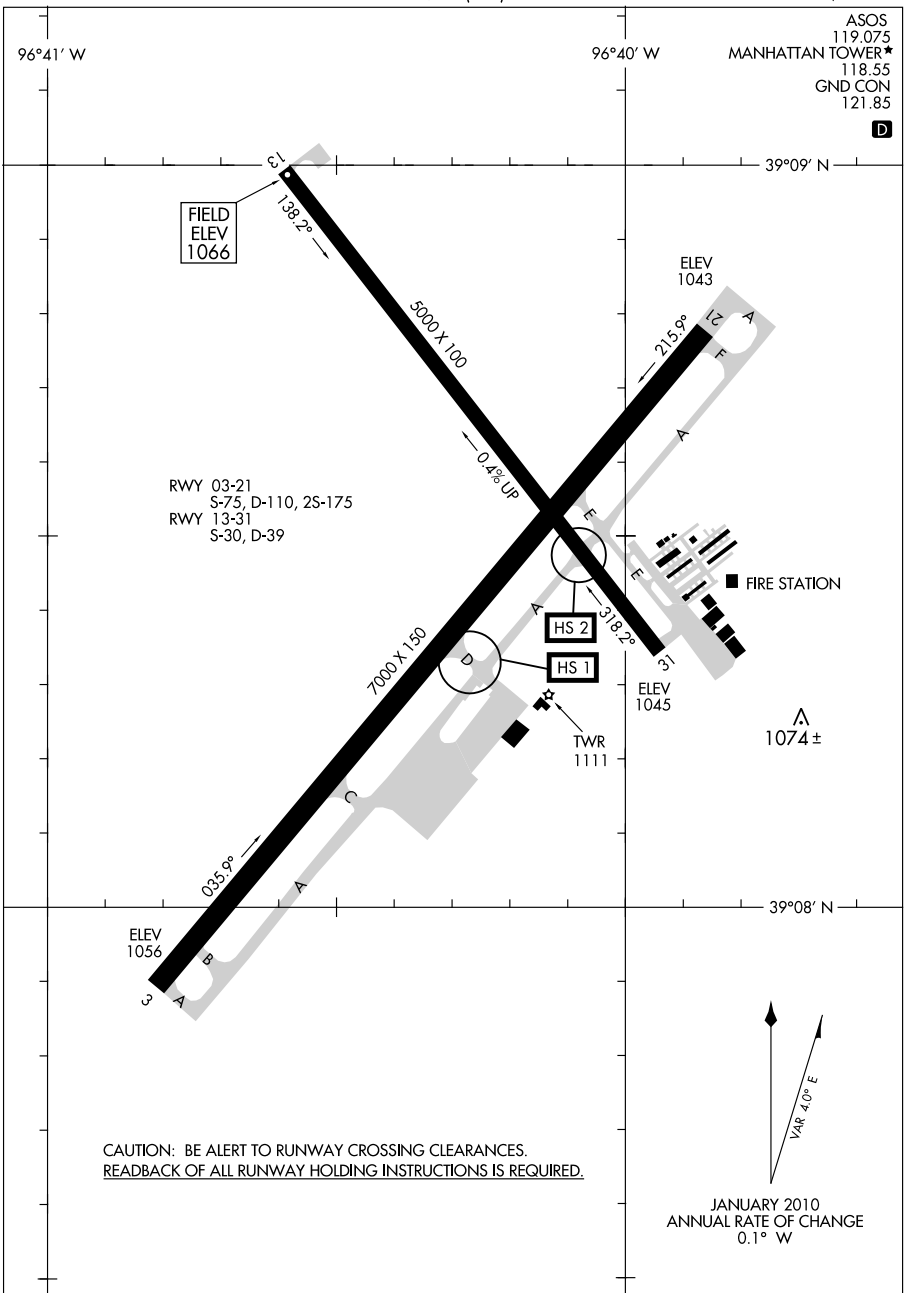 ASOS
119.075
MANHATTAN TOWER★
118.55
GND CON
121.85
D
96°41' W
96°40' W
39°09' N
13
138.2°
FIELD
ELEV
1066
ELEV
1043
21
A
F
215.9°
5000 X 100
A
0.4% UP
RWY 03-21
S-75, D-110, 2S-175
RWY 13-31
S-30, D-39
E
E
FIRE STATION
A
HS 2
318.2°
7000 X 150
D
HS 1
31
ELEV
1045
TWR
1111
1074 ±
C
035.9°
A
39°08' N
ELEV
1056
B
3
A
VAR 4.0° E
CAUTION: BE ALERT TO RUNWAY CROSSING CLEARANCES.
READBACK OF ALL RUNWAY HOLDING INSTRUCTIONS IS REQUIRED.
JANUARY 2010
ANNUAL RATE OF CHANGE
0.1° W